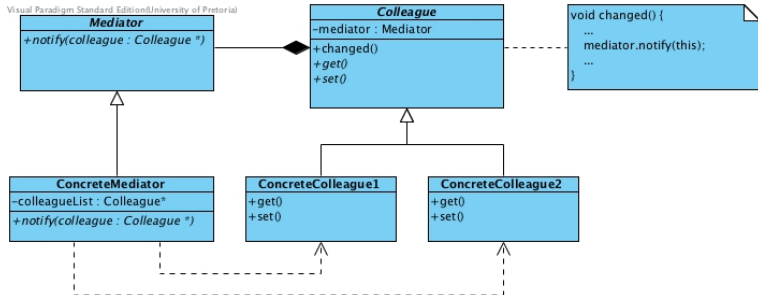 Visual Paradigm Standard Edition(University of Pretoria)
Mediator
+notify(colleague : Colleague *)
Colleague
-mediator : Mediator
+changed()
+get()
+set()
void changed() {
...
mediator.notify(this);
...
}
ConcreteMediator
-colleagueList : Colleague*
+notify(colleague : Colleague *)
ConcreteColleague1
+get()
+set()
ConcreteColleague2
+get()
+set()